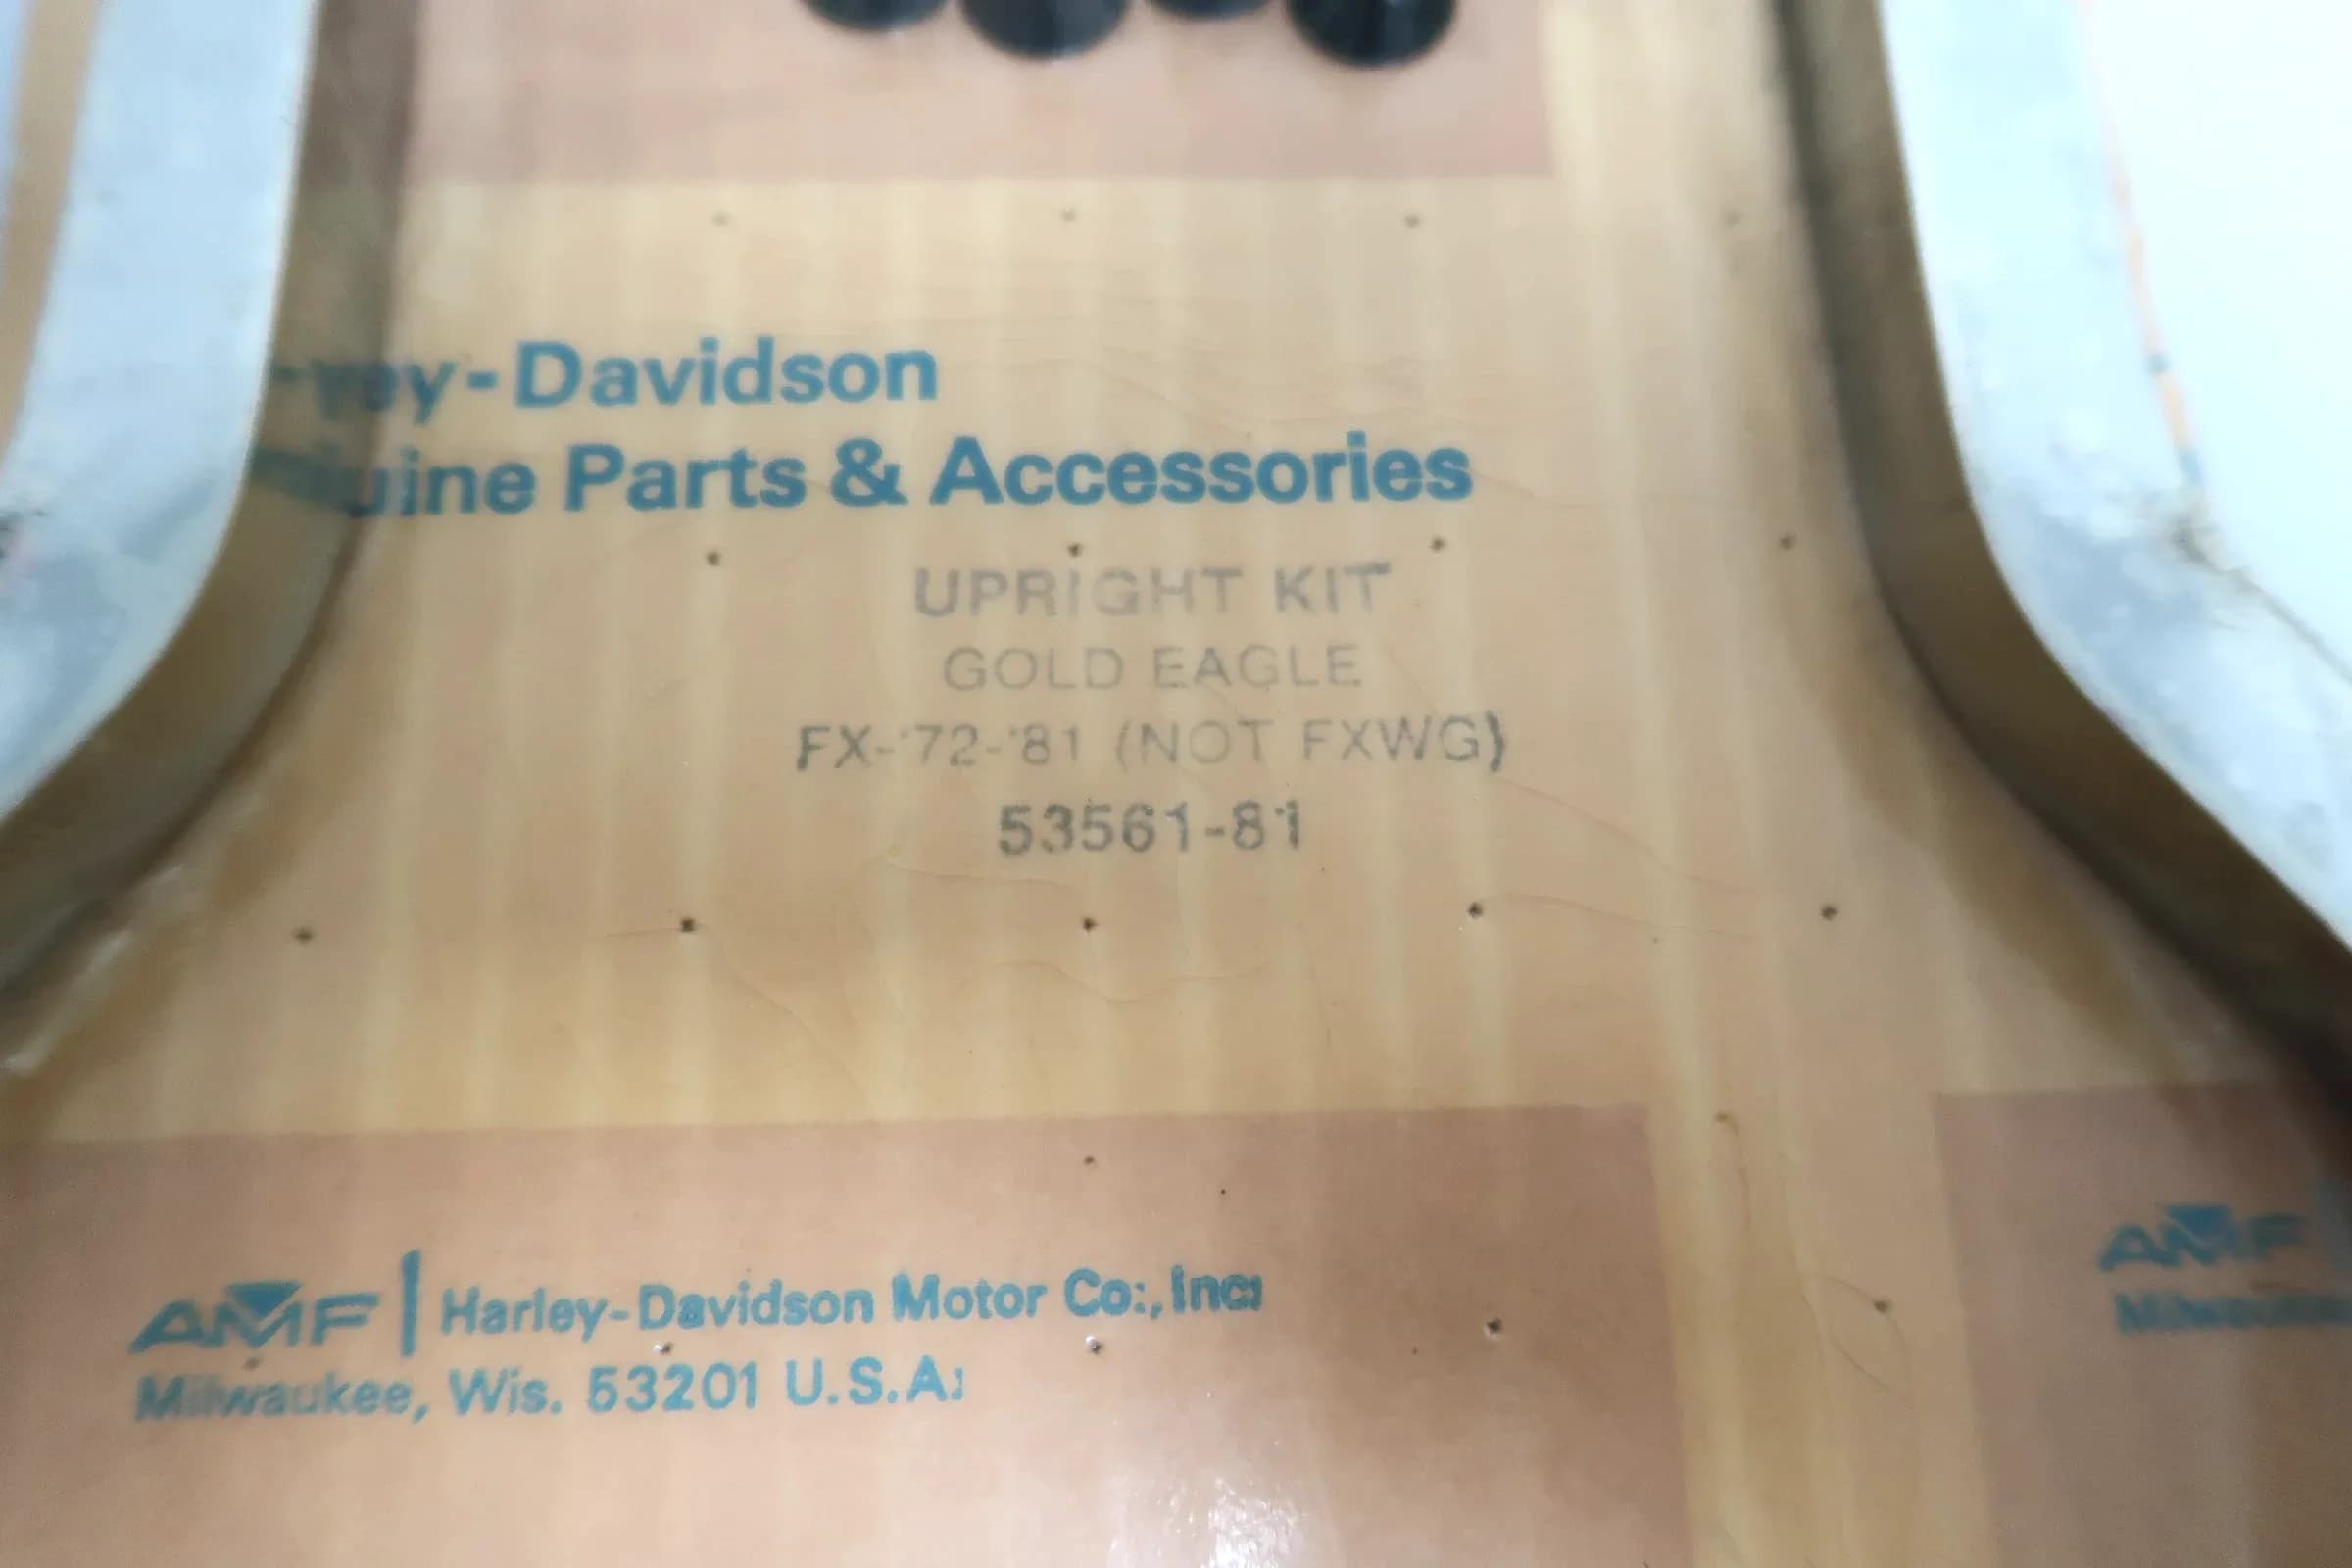 -Davidson
Parts & Accessories
UPRIGHT KIT
GOLD EAGLE
FX-'72-'81 (NOT FXWG)
53561-81
AMF | Harley-Davidson Motor Co., Inc.
Milwaukee, Wis. 53201 U.S.A.
AMF